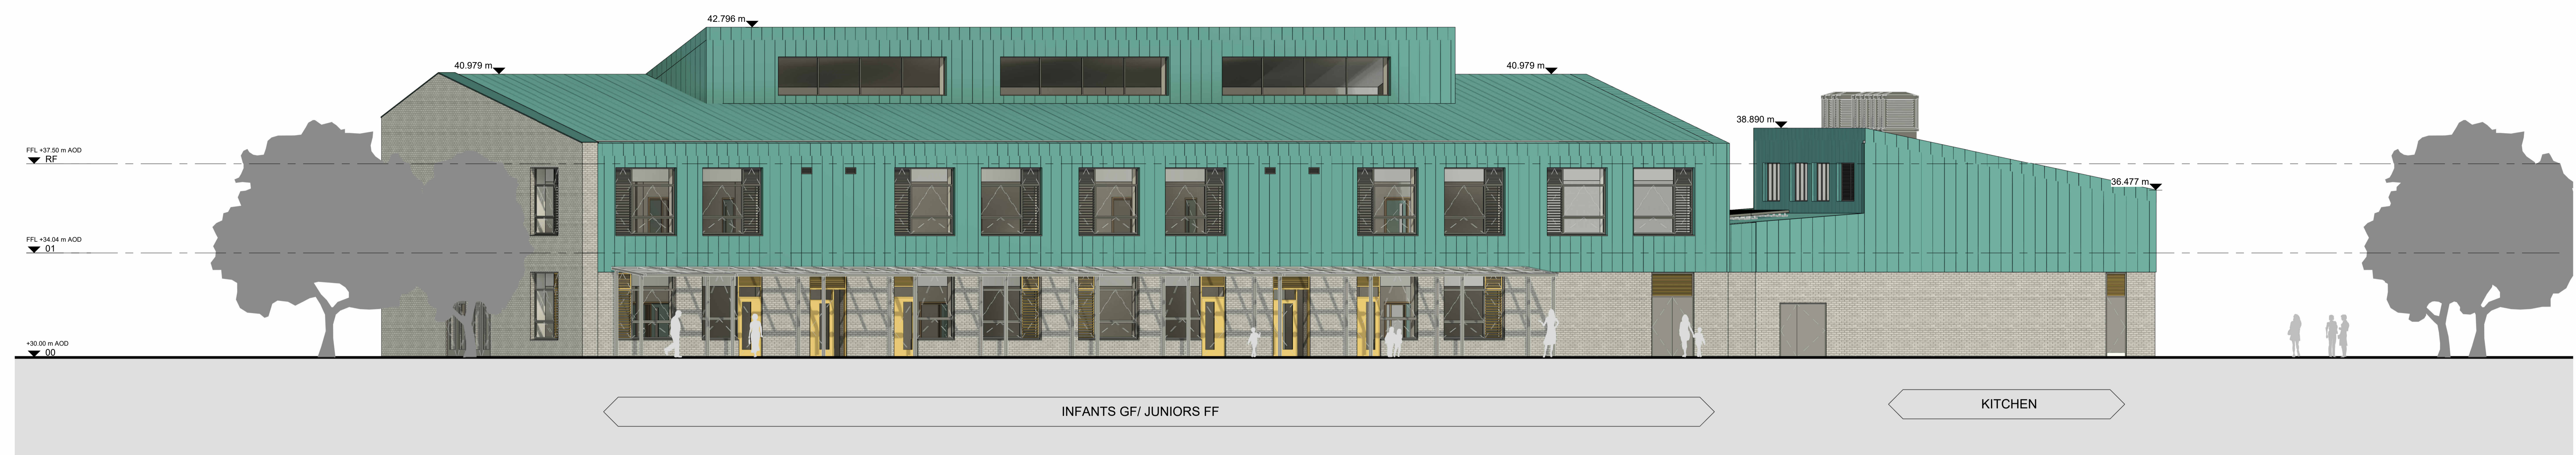 42.796 m
40.979 m
40.979 m
38.890 m
FFL +37.50 m AOD
RF
36.477 m
FFL +34.04 m AOD
01
+30.00 m AOD
00
INFANTS GF/ JUNIORS FF
KITCHEN